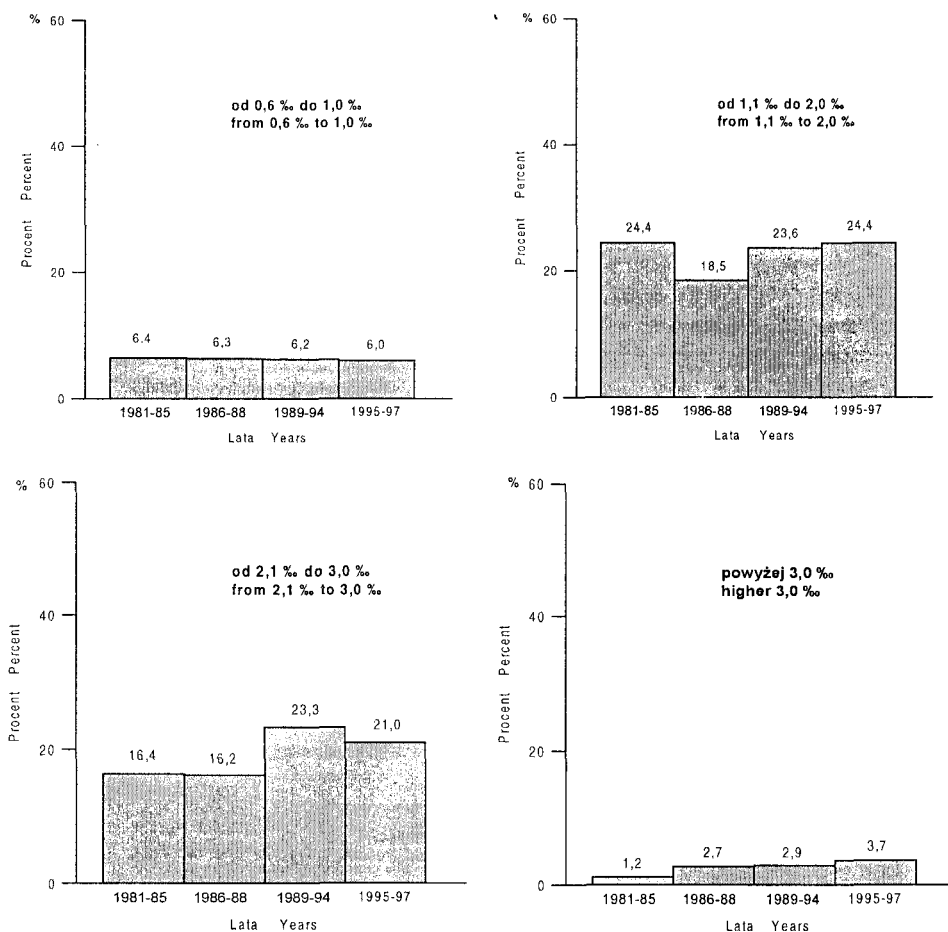 % 60
od 0,6 ‰ do 1,0 ‰
from 0,6 ‰ to 1,0 ‰
40
Procent Percent
20
6.4 6,3 6,2 6,0
0
1981-85 1986-88 1989-94 1995-97
Lata Years
% 60
od 1,1 ‰ do 2,0 ‰
from 1,1 ‰ to 2,0 ‰
40
Procent Percent
24,4 18,5 23,6 24,4
20
0
1981-85 1986-88 1989-94 1995-97
Lata Years
% 60
od 2,1 ‰ do 3,0 ‰
from 2,1 ‰ to 3,0 ‰
40
Procent Percent
16,4 16,2 23,3 21,0
20
0
1981-85 1986-88 1989-94 1995-97
Lata Years
% 60
powyżej 3,0 ‰
higher 3,0 ‰
40
Procent Percent
20
1,2 2,7 2,9 3,7
0
1981-85 1986-88 1989-94 1995-97
Lata Years